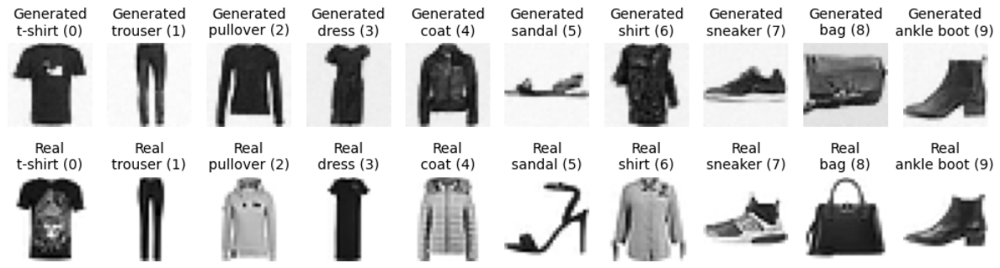 Generated
t-shirt (0)
Generated
trouser (1)
Generated
pullover (2)
Generated
dress (3)
Generated
coat (4)
Generated
sandal (5)
Generated
shirt (6)
Generated
sneaker (7)
Generated
bag (8)
Generated
ankle boot (9)
Real
t-shirt (0)
Real
trouser (1)
Real
pullover (2)
Real
dress (3)
Real
coat (4)
Real
sandal (5)
Real
shirt (6)
Real
sneaker (7)
Real
bag (8)
Real
ankle boot (9)